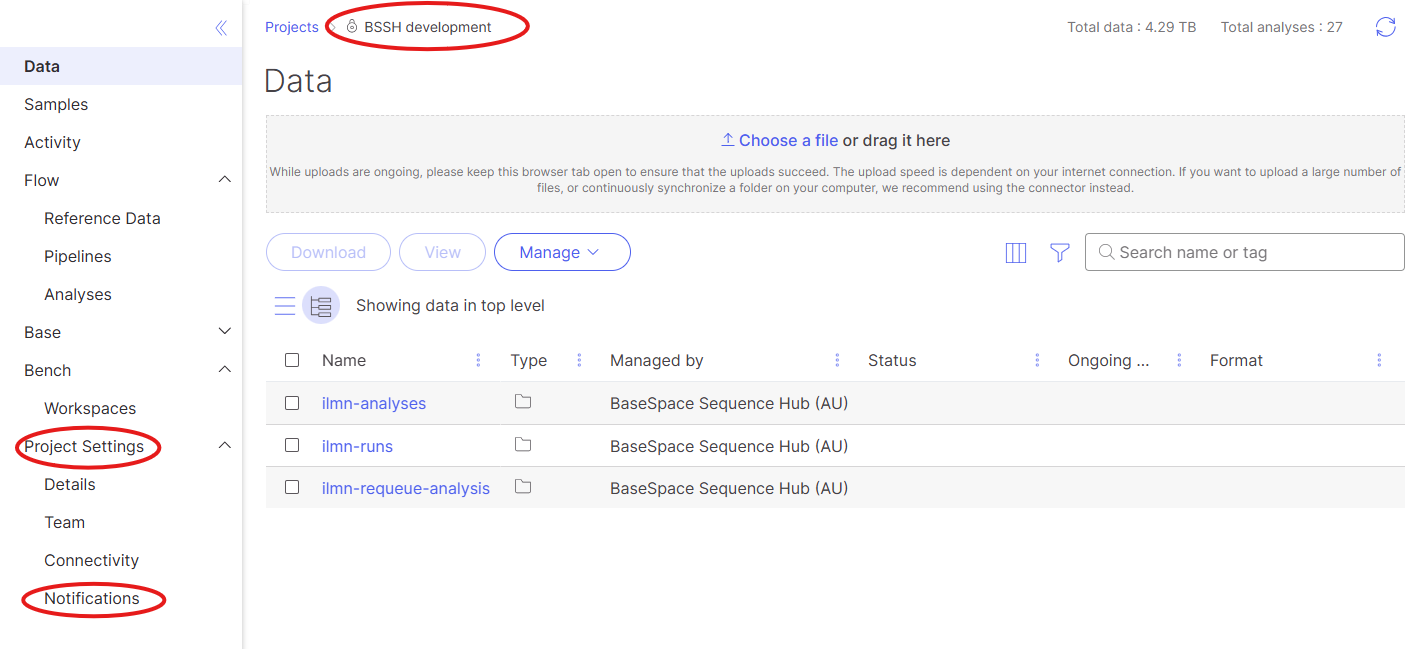 Projects
BSSH development
Total data : 4.29 TB
Total analyses : 27
Data
Samples
Activity
Flow
Reference Data
Pipelines
Analyses
Base
Bench
Workspaces
Project Settings
Details
Team
Connectivity
Notifications
Data
Choose a file or drag it here
While uploads are ongoing, please keep this browser tab open to ensure that the uploads succeed. The upload speed is dependent on your internet connection. If you want to upload a large number of
files, or continuously synchronize a folder on your computer, we recommend using the connector instead.
Download View Manage Search name or tag
Showing data in top level
Name Type Managed by Status Ongoing ... Format
ilmn-analyses BaseSpace Sequence Hub (AU)
ilmn-runs BaseSpace Sequence Hub (AU)
ilmn-requeue-analysis BaseSpace Sequence Hub (AU)